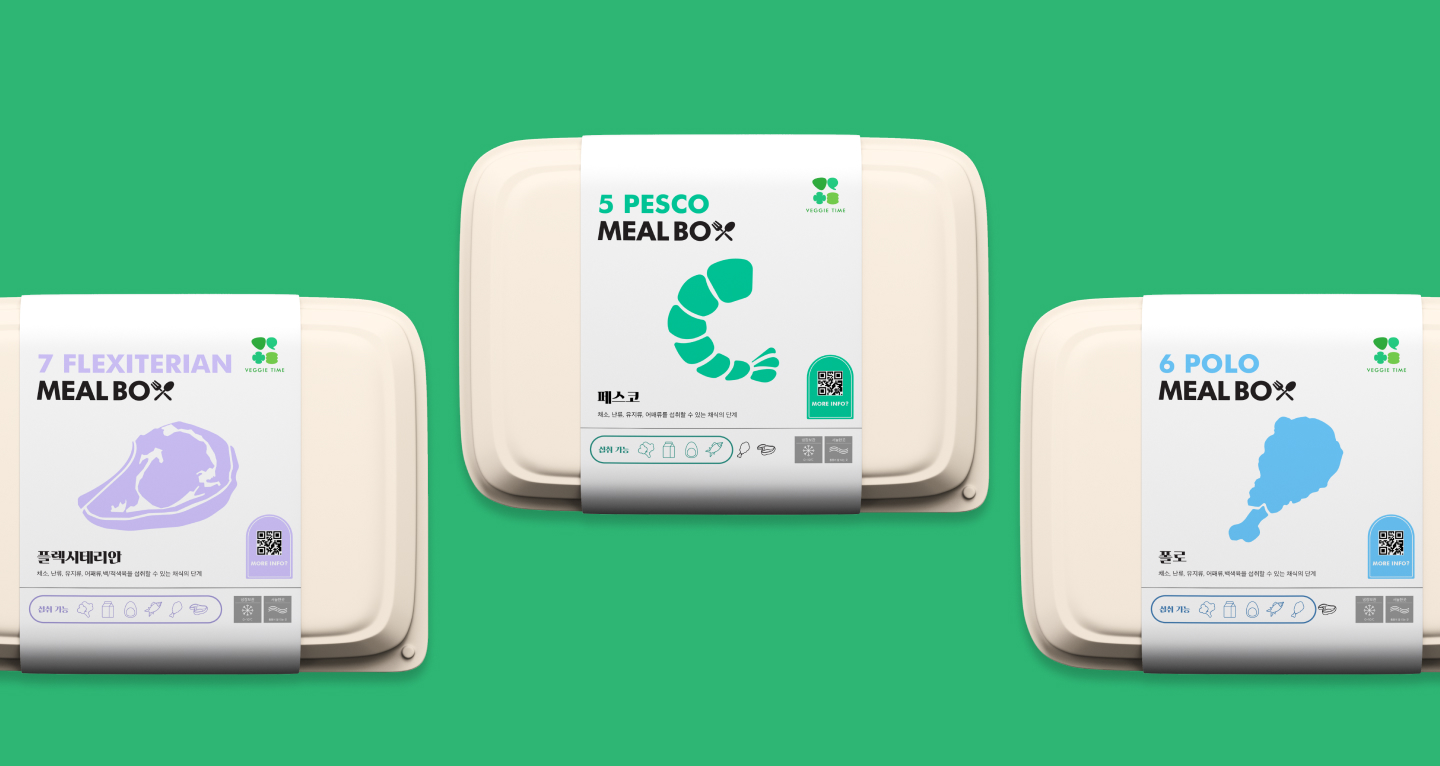 7 FLEXITERIAN
MEAL BOX
VEGGIE TIME
플렉시테리안
채소, 난류, 유지류, 어패류,백/적색육을 섭취할 수 있는 채식의 단계
MORE INFO?
섭취 가능
5 PESCO
MEAL BOX
VEGGIE TIME
페스코
채소, 난류, 유지류, 어패류를 섭취할 수 있는 채식의 단계
MORE INFO?
섭취 가능
6 POLO
MEAL BOX
VEGGIE TIME
폴로
채소, 난류, 유지류, 어패류,백색육을 섭취할 수 있는 채식의 단계
MORE INFO?
섭취 가능